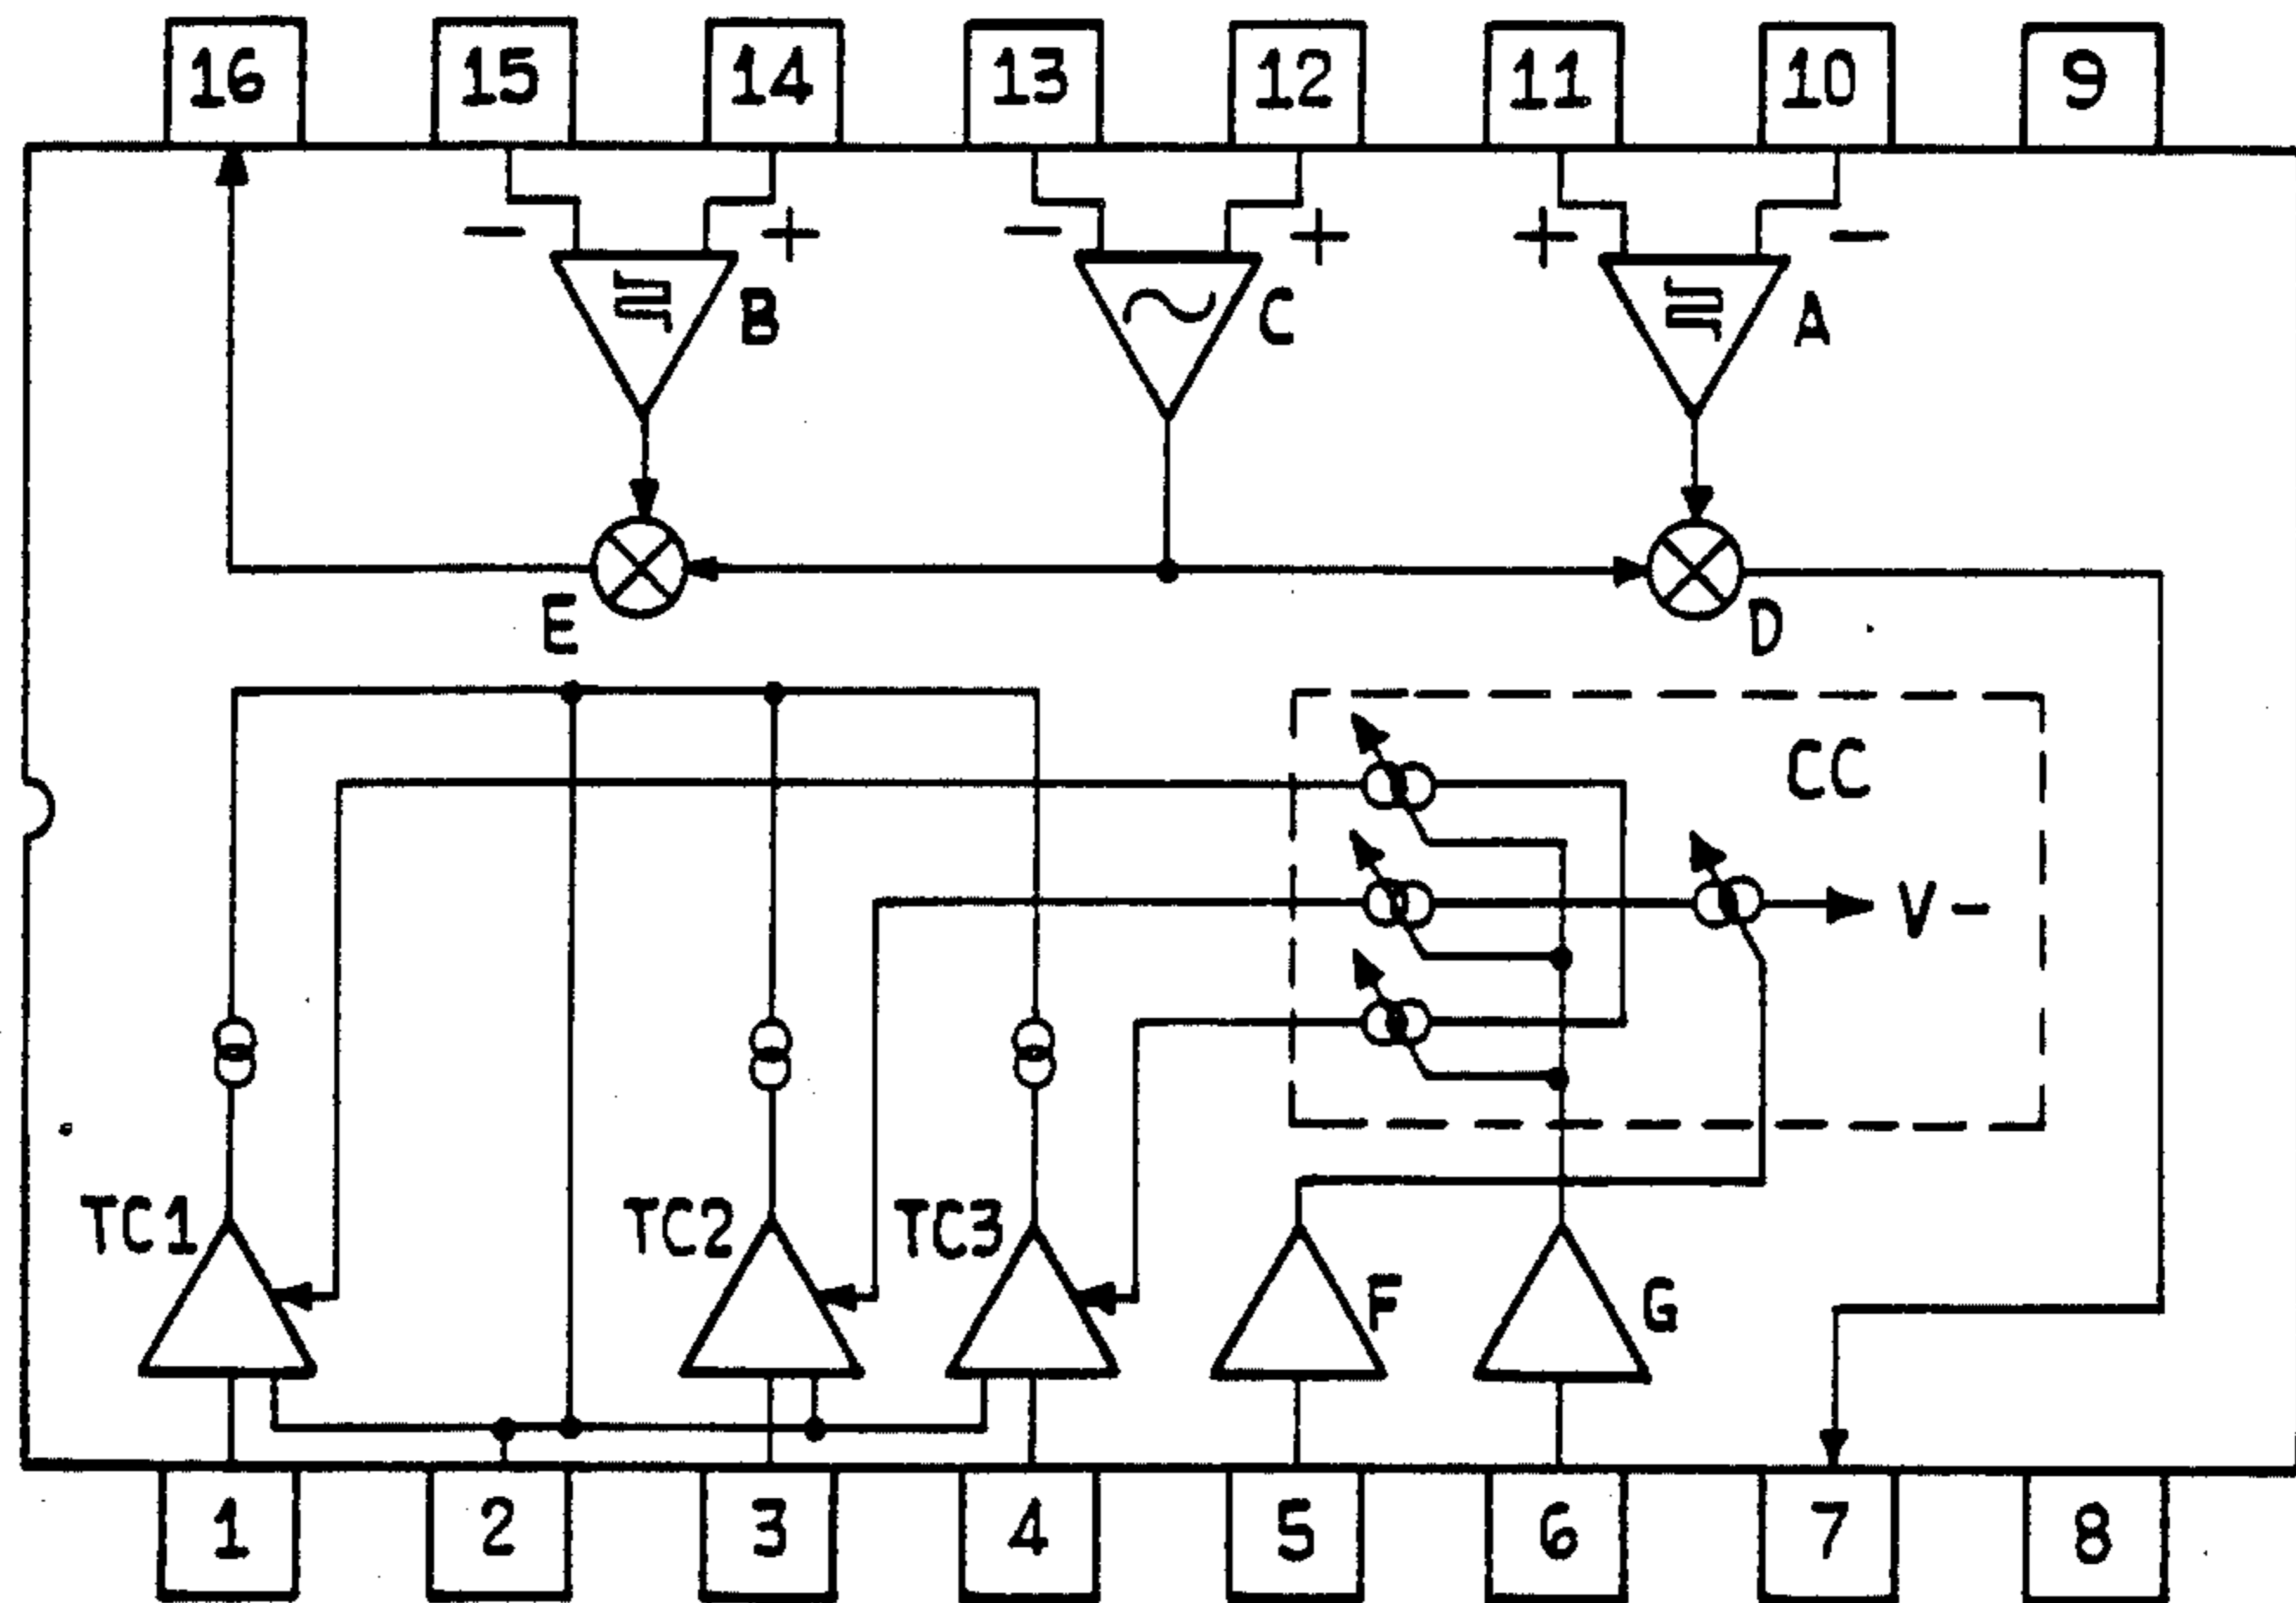 16 15 14 13 12 11 10 9
− + − + + −
B C A
E D
CC
V -
TC1 TC2 TC3 F G
1 2 3 4 5 6 7 8